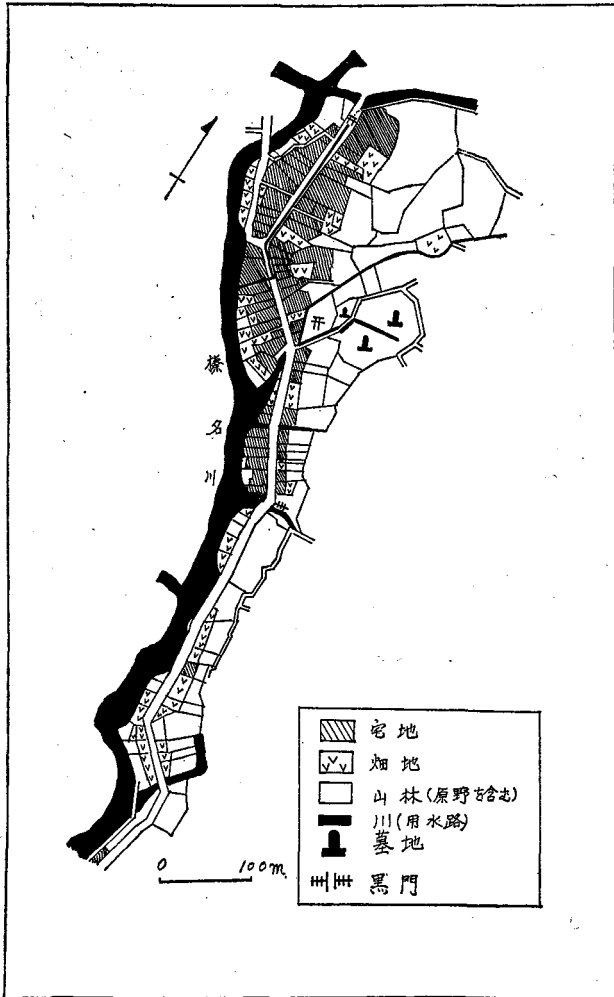 榛名川
宅地
畑地
山林(原野を含む)
川(用水路)
墓地
黒門
0 100m.